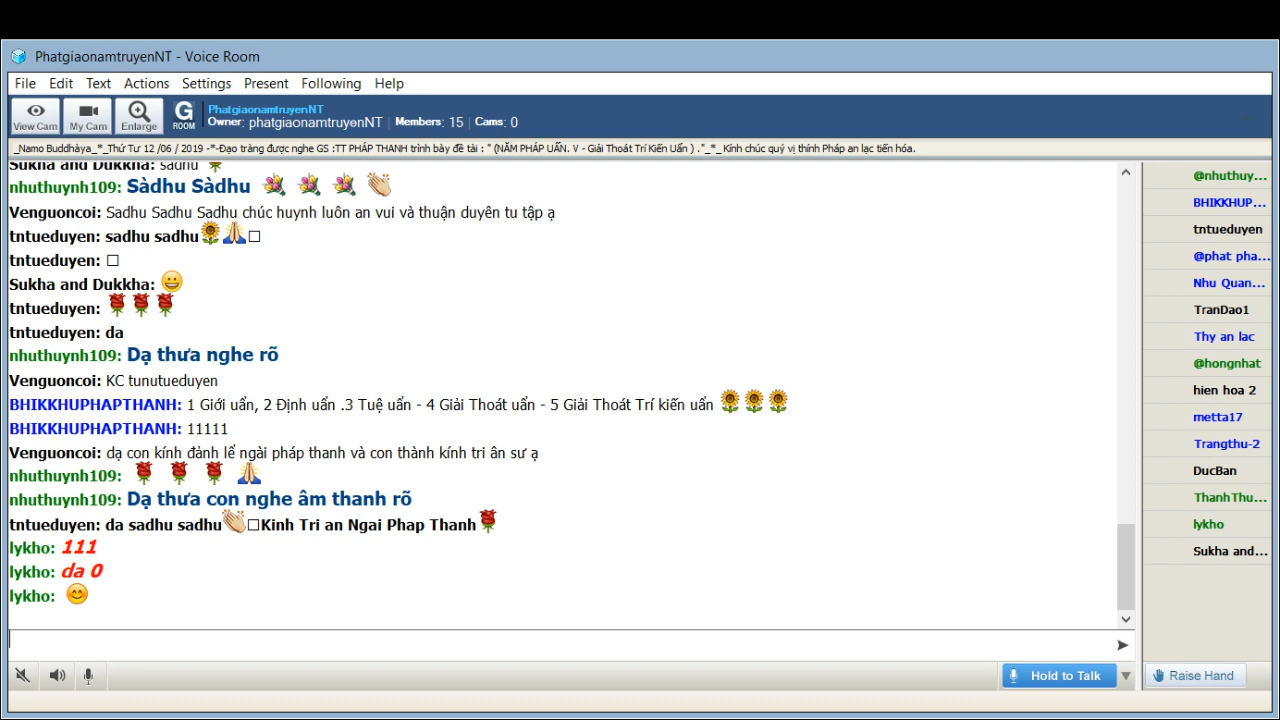 PhatgiaonamtruyenNT - Voice Room
File Edit Text Actions Settings Present Following Help
View Cam My Cam Enlarge G ROOM
PhatgiaonamtruyenNT
Owner: phatgiaonamtruyenNT | Members: 15 | Cams: 0
_Namo Buddhàya_*_Thứ Tư 12 /06 / 2019 -*-Đạo tràng được nghe GS :TT PHÁP THANH trình bày đề tài : " (NĂM PHÁP UẨN. V - Giải Thoát Trí Kiến Uẩn ) ."_*_ Kính chúc quý vị thính Pháp an lạc tiến hóa.
Sukha and Dukkha: sadhu
nhuthuynh109: Sàdhu Sàdhu
Venguoncoi: Sadhu Sadhu Sadhu chúc huynh luôn an vui và thuận duyên tu tập ạ
tntueduyen: sadhu sadhu
tntueduyen:
Sukha and Dukkha:
tntueduyen:
tntueduyen: da
nhuthuynh109: Dạ thưa nghe rõ
Venguoncoi: KC tunutueduyen
BHIKKHUPHAPTHANH: 1 Giới uẩn, 2 Định uẩn .3 Tuệ uẩn - 4 Giải Thoát uẩn - 5 Giải Thoát Trí kiến uẩn
BHIKKHUPHAPTHANH: 11111
Venguoncoi: dạ con kính đảnh lể ngài pháp thanh và con thành kính tri ân sư ạ
nhuthuynh109:
nhuthuynh109: Dạ thưa con nghe âm thanh rõ
tntueduyen: da sadhu sadhu Kinh Tri an Ngai Phap Thanh
lykho: 111
lykho: da 0
lykho:
@nhuthuy...
BHIKKHUP...
tntueduyen
@phat pha...
Nhu Quan...
TranDao1
Thy an lac
@hongnhat
hien hoa 2
metta17
Trangthu-2
DucBan
ThanhThu...
lykho
Sukha and...
Hold to Talk
Raise Hand